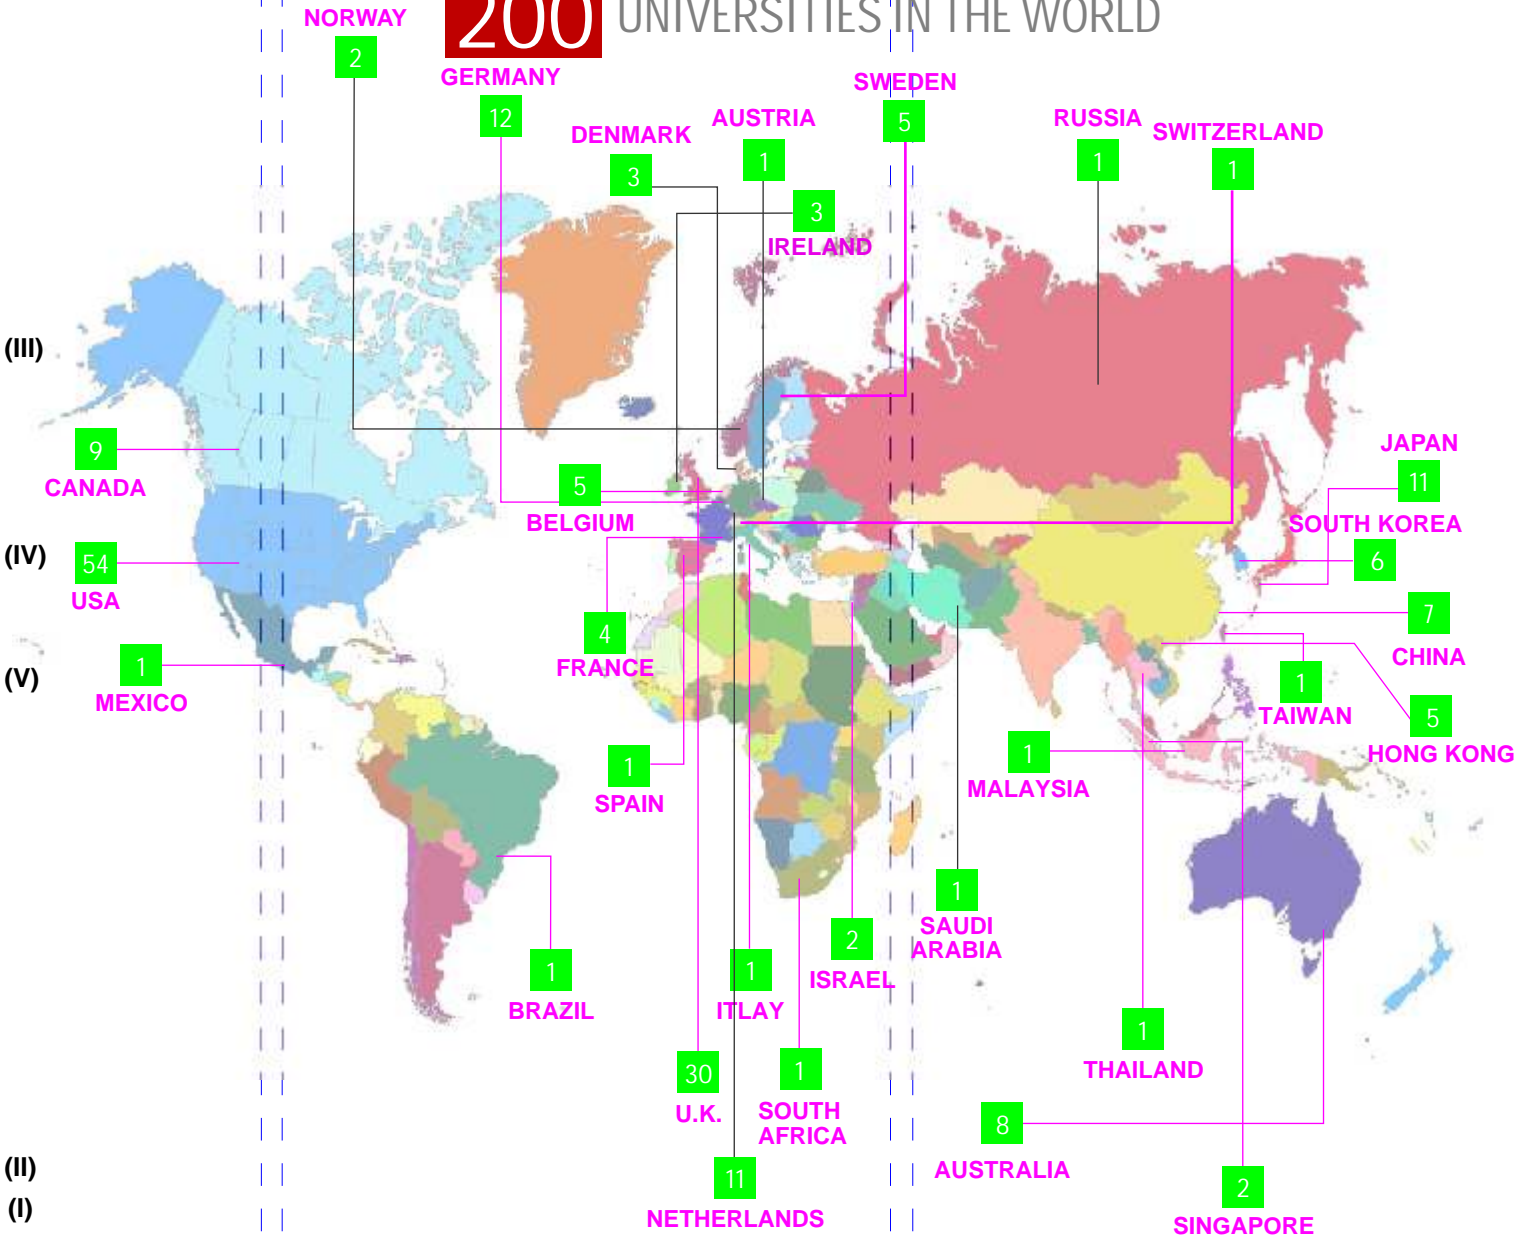 200 UNIVERSITIES IN THE WORLD
NORWAY
2
GERMANY
12
SWEDEN
5
DENMARK
3
AUSTRIA
1
RUSSIA
1
SWITZERLAND
1
3
IRELAND
(III)
9
CANADA
5
BELGIUM
JAPAN
11
SOUTH KOREA
6
(IV)
54
USA
4
FRANCE
7
CHINA
(V)
1
MEXICO
1
TAIWAN
5
HONG KONG
1
SPAIN
1
MALAYSIA
1
BRAZIL
1
ITLAY
2
ISRAEL
1
SAUDI
ARABIA
1
THAILAND
30
U.K.
1
SOUTH
AFRICA
8
AUSTRALIA
(II)
11
NETHERLANDS
2
SINGAPORE
(I)